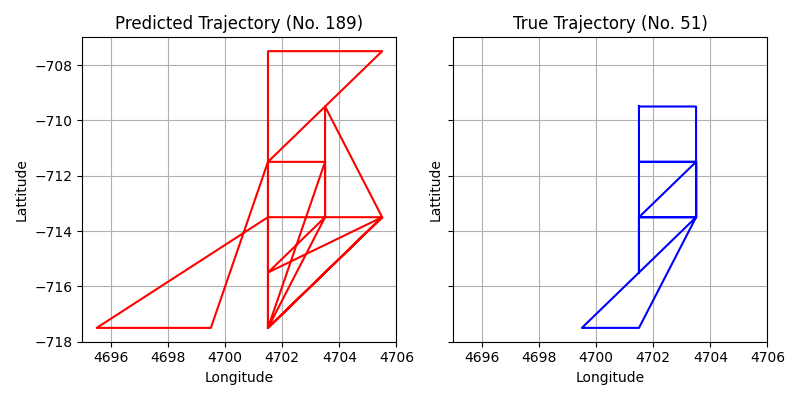 Predicted Trajectory (No. 189)
True Trajectory (No. 51)
−708
−710
−712
−714
−716
−718
Lattitude
Lattitude
4696 4698 4700 4702 4704 4706
4696 4698 4700 4702 4704 4706
Longitude
Longitude